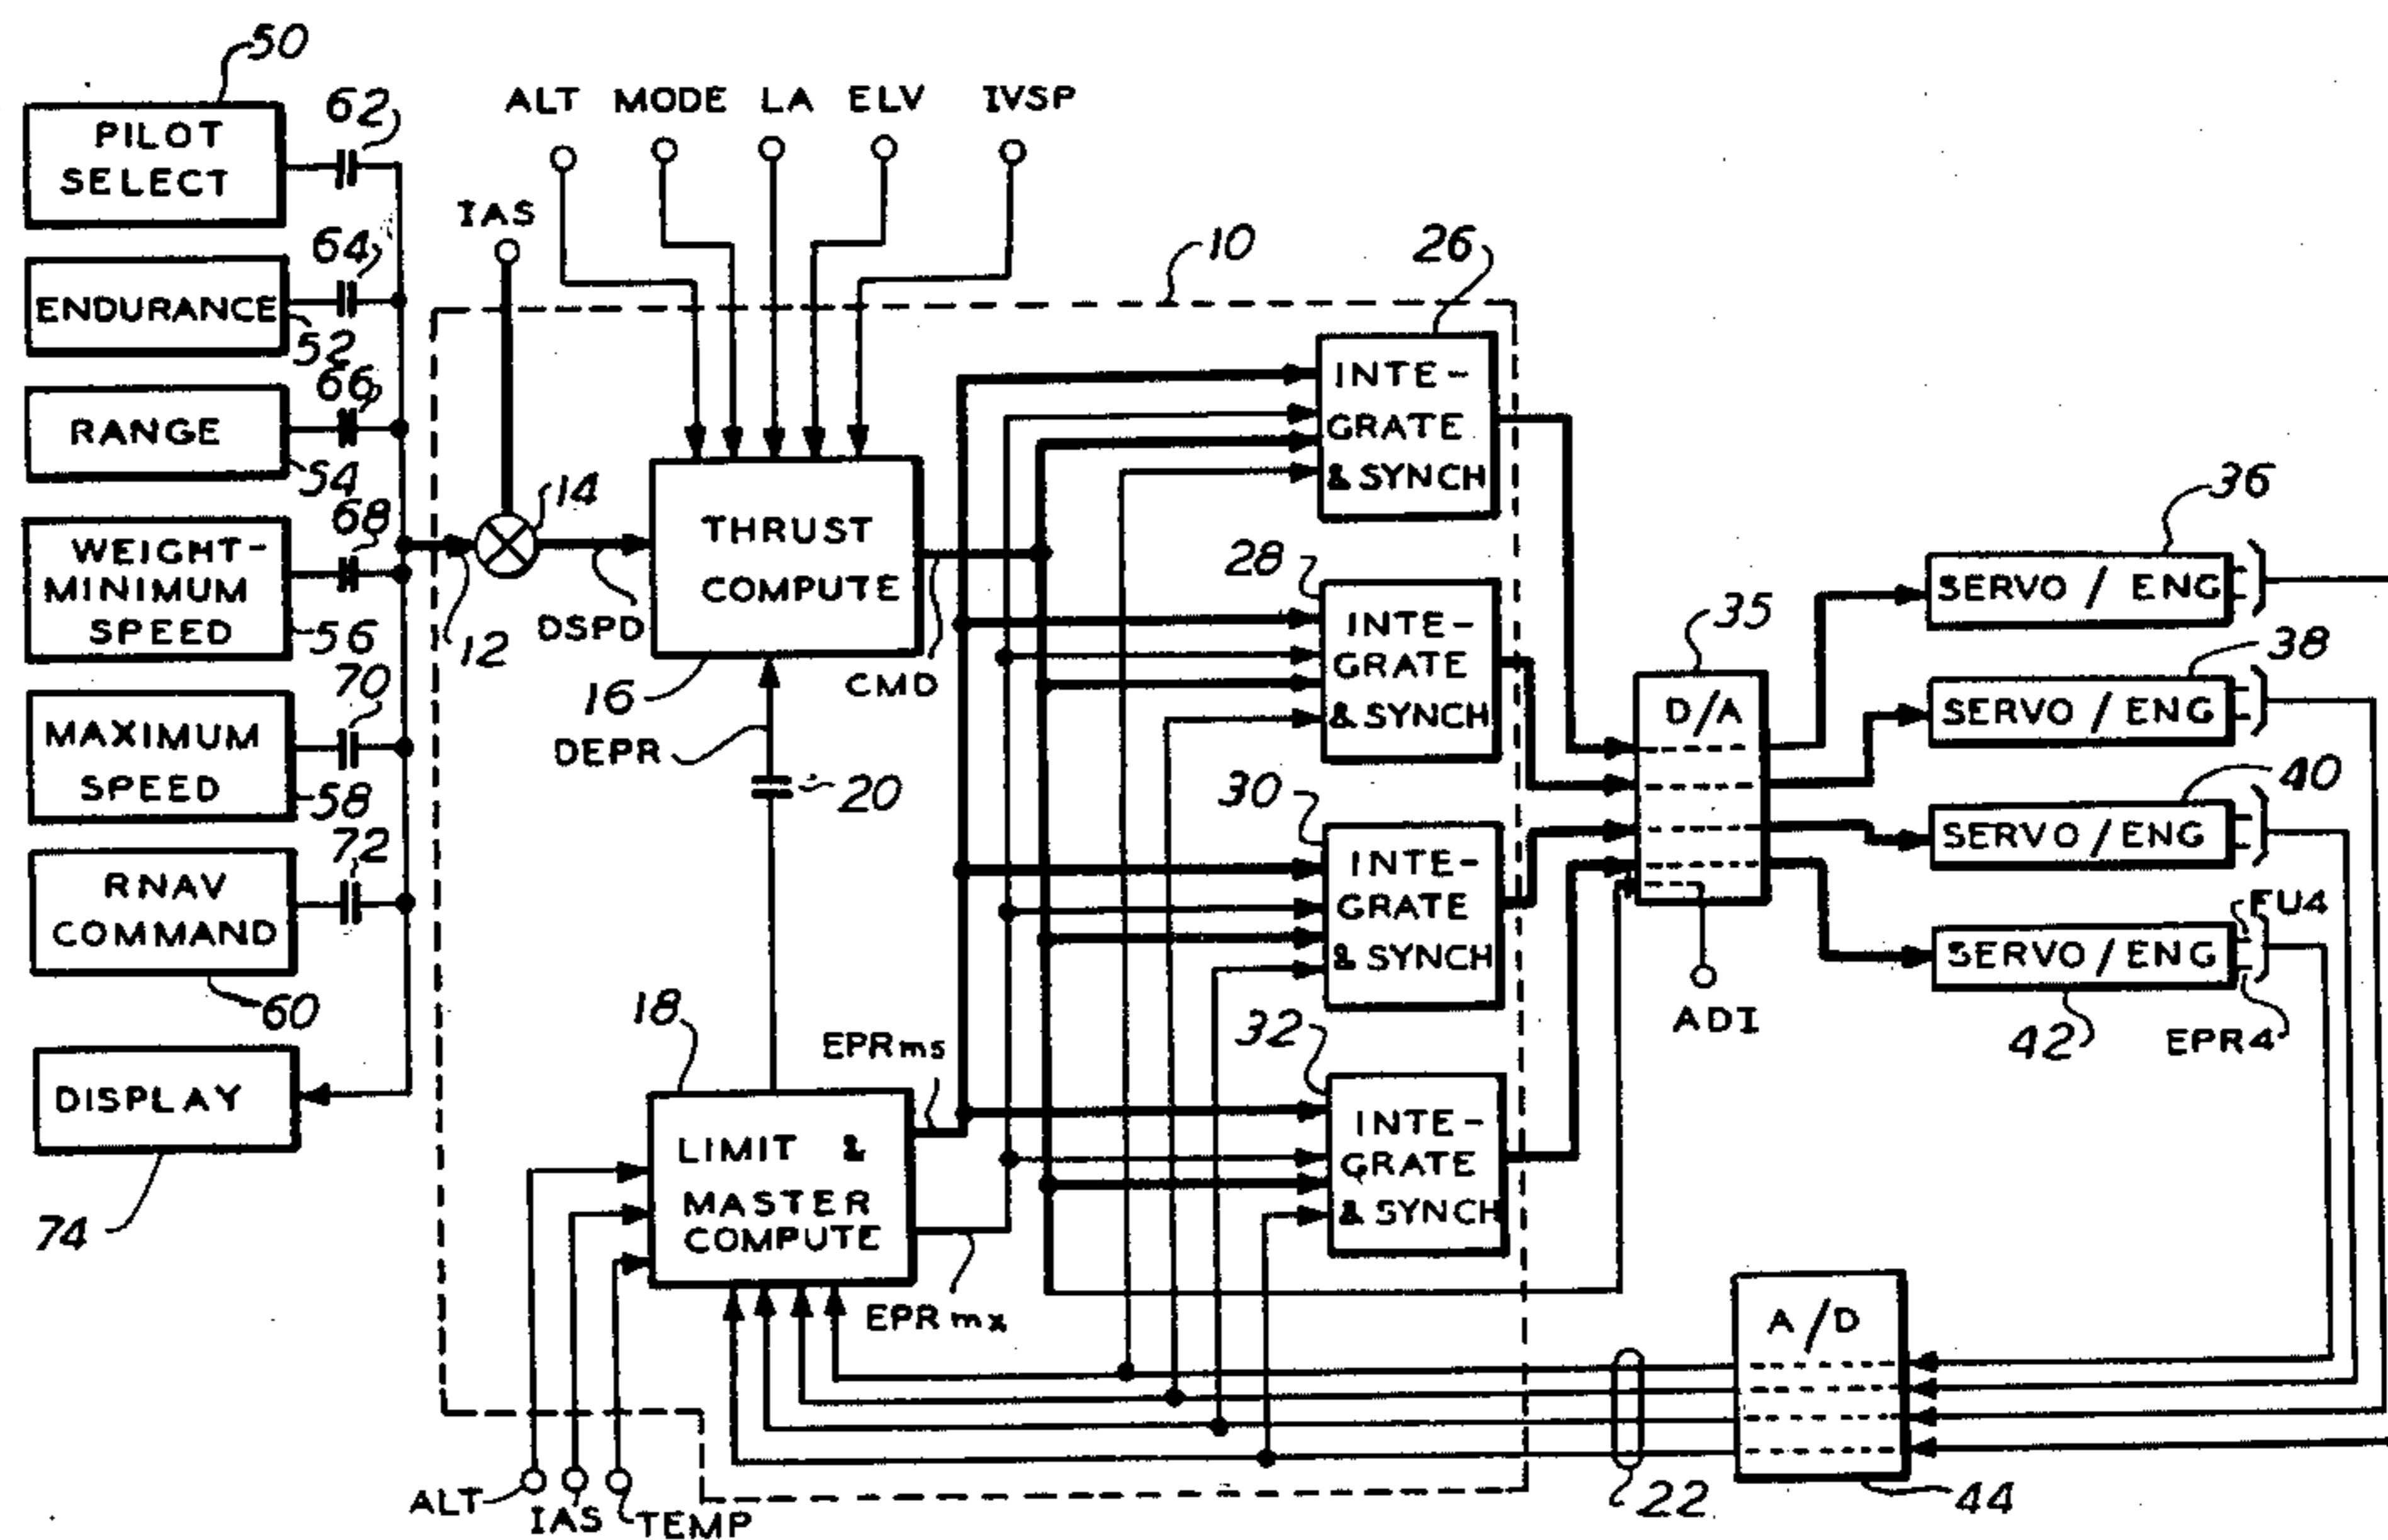 50
PILOT
SELECT
62
ENDURANCE
64
52
RANGE
66
54
WEIGHT-
MINIMUM
SPEED
68
56
MAXIMUM
SPEED
70
58
RNAV
COMMAND
72
60
DISPLAY
74
IAS
ALT MODE LA ELV IVSP
10
12
14
DSPD
THRUST
COMPUTE
16
CMD
DEPR
20
18
LIMIT &
MASTER
COMPUTE
EPRms
EPRmx
ALT
IAS
TEMP
26
INTE-
GRATE
& SYNCH
28
INTE-
GRATE
& SYNCH
30
INTE-
GRATE
& SYNCH
32
INTE-
GRATE
& SYNCH
35
D/A
ADI
36
SERVO / ENG
38
SERVO / ENG
40
SERVO / ENG
FU4
SERVO / ENG
42
EPR4
A/D
22
44